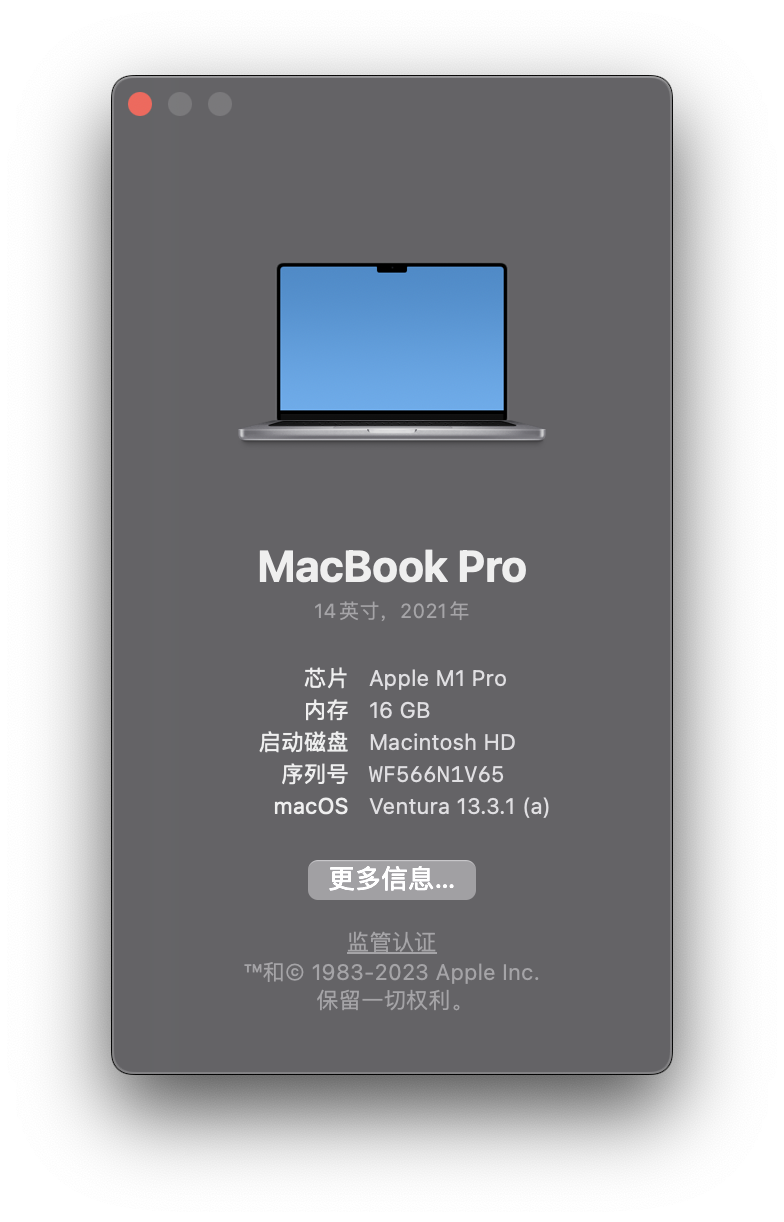 MacBook Pro
14英寸，2021年
芯片 Apple M1 Pro
内存 16 GB
启动磁盘 Macintosh HD
序列号 WF566N1V65
macOS Ventura 13.3.1 (a)
更多信息...
监管认证
™和© 1983-2023 Apple Inc.
保留一切权利。